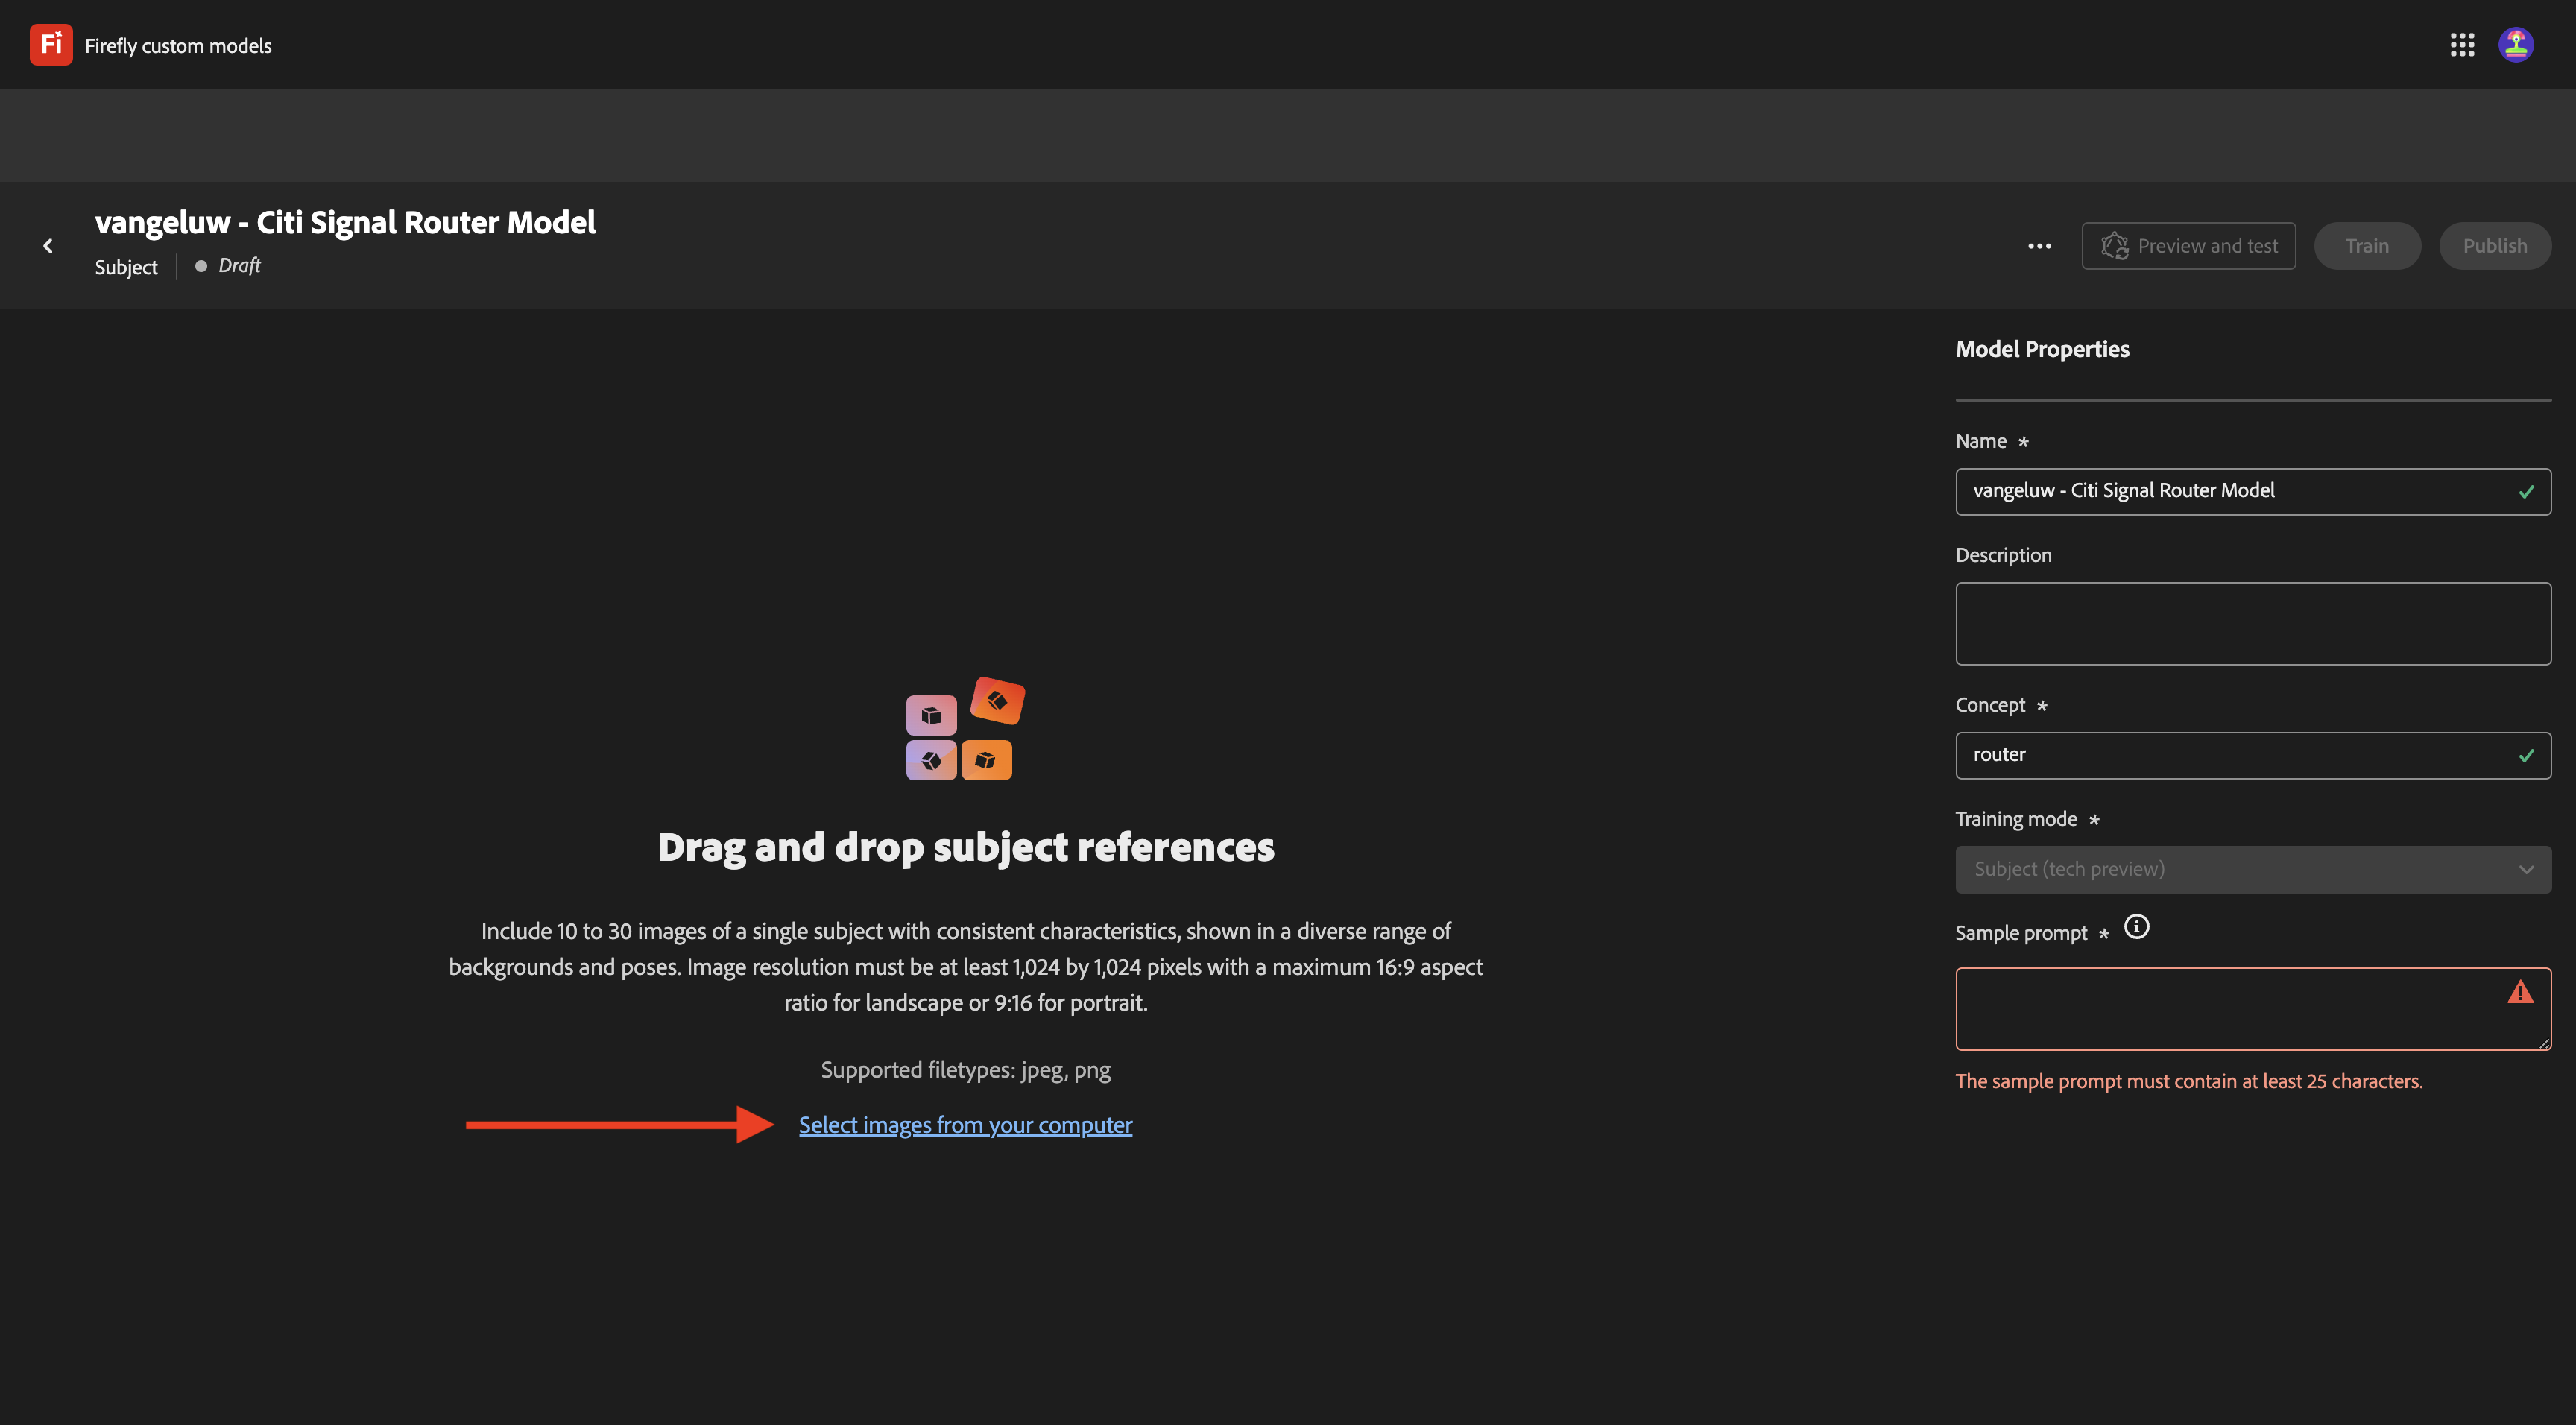 Fi
Firefly custom models
vangeluw - Citi Signal Router Model
Subject
Draft
Preview and test
Train
Publish
Model Properties
Name *
vangeluw - Citi Signal Router Model
Description
Concept *
router
Training mode *
Subject (tech preview)
Sample prompt *
The sample prompt must contain at least 25 characters.
Drag and drop subject references
Include 10 to 30 images of a single subject with consistent characteristics, shown in a diverse range of
backgrounds and poses. Image resolution must be at least 1,024 by 1,024 pixels with a maximum 16:9 aspect
ratio for landscape or 9:16 for portrait.
Supported filetypes: jpeg, png
Select images from your computer